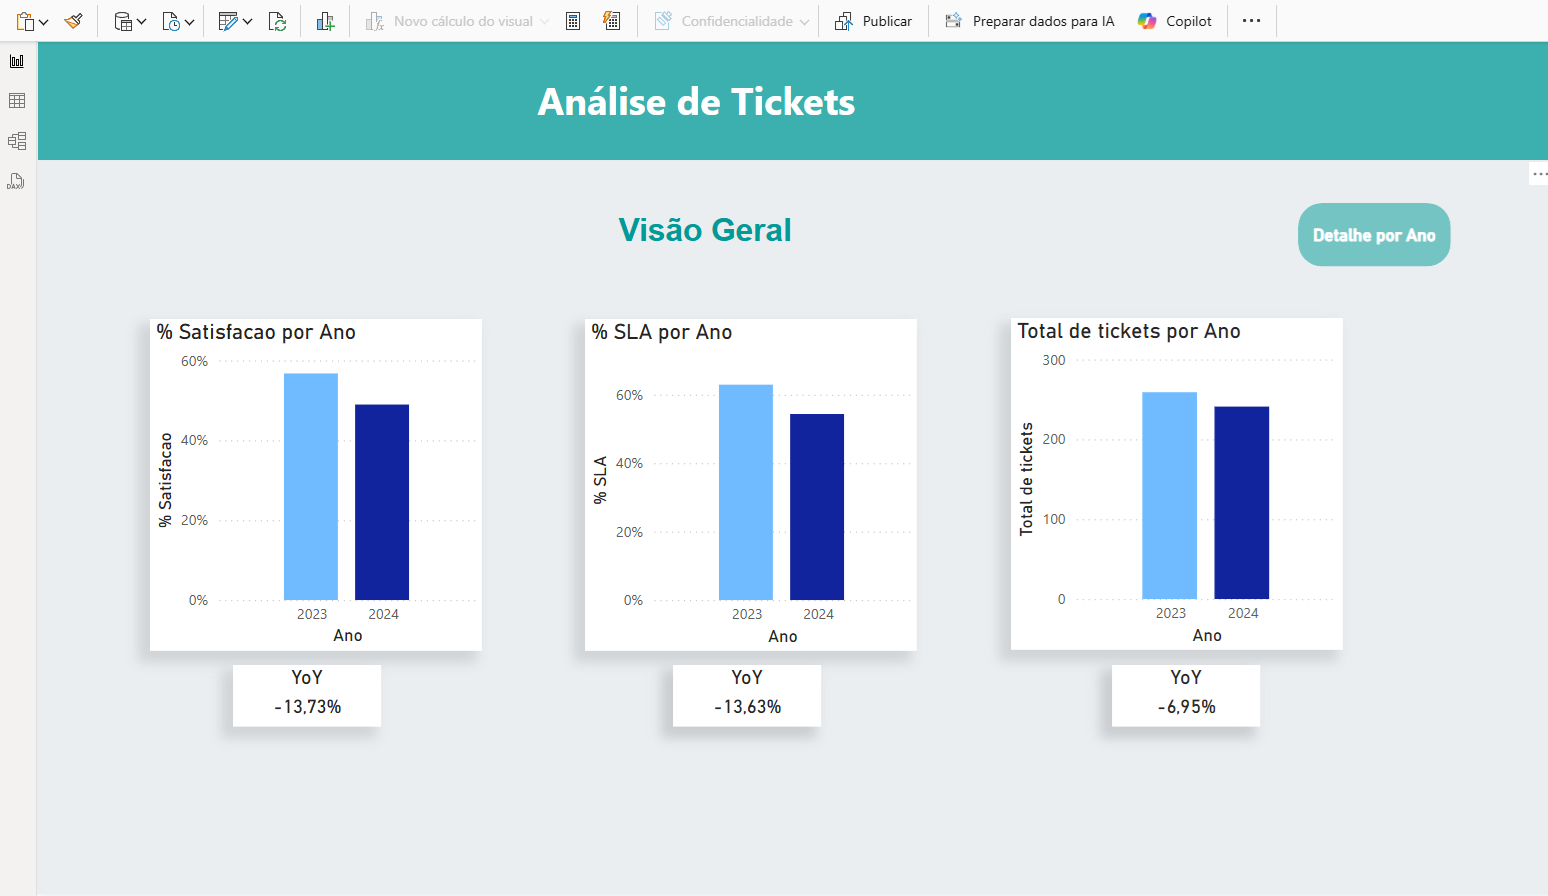 Novo cálculo do visual
Confidencialidade
Publicar
Preparar dados para IA
Copilot
DAX
Análise de Tickets
Visão Geral
Detalhe por Ano
% Satisfacao por Ano
60%
40%
20%
0%
% Satisfacao
2023
2024
Ano
YoY
-13,73%
% SLA por Ano
60%
40%
20%
0%
% SLA
2023
2024
Ano
YoY
-13,63%
Total de tickets por Ano
300
200
100
0
Total de tickets
2023
2024
Ano
YoY
-6,95%